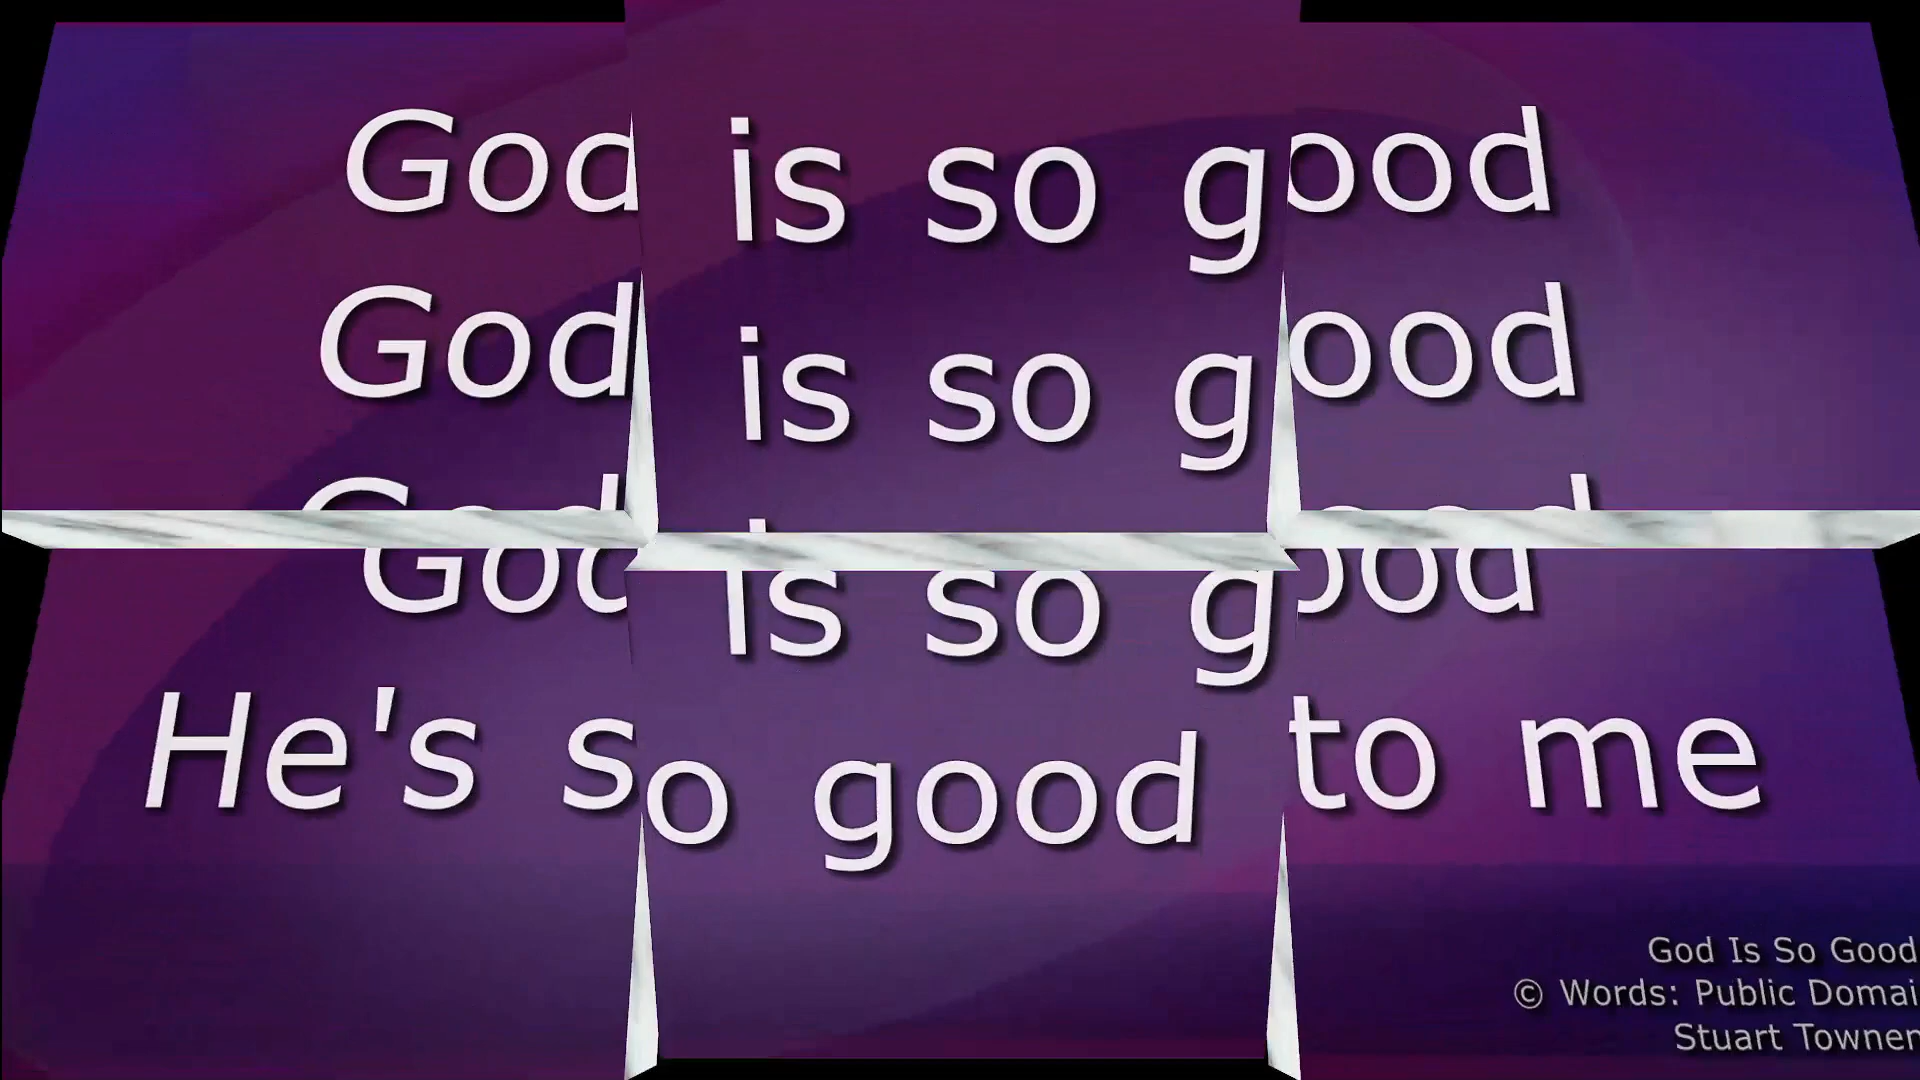 God is so good
God is so good
God is so good
He's so good to me
God Is So Good
© Words: Public Domai
Stuart Townen